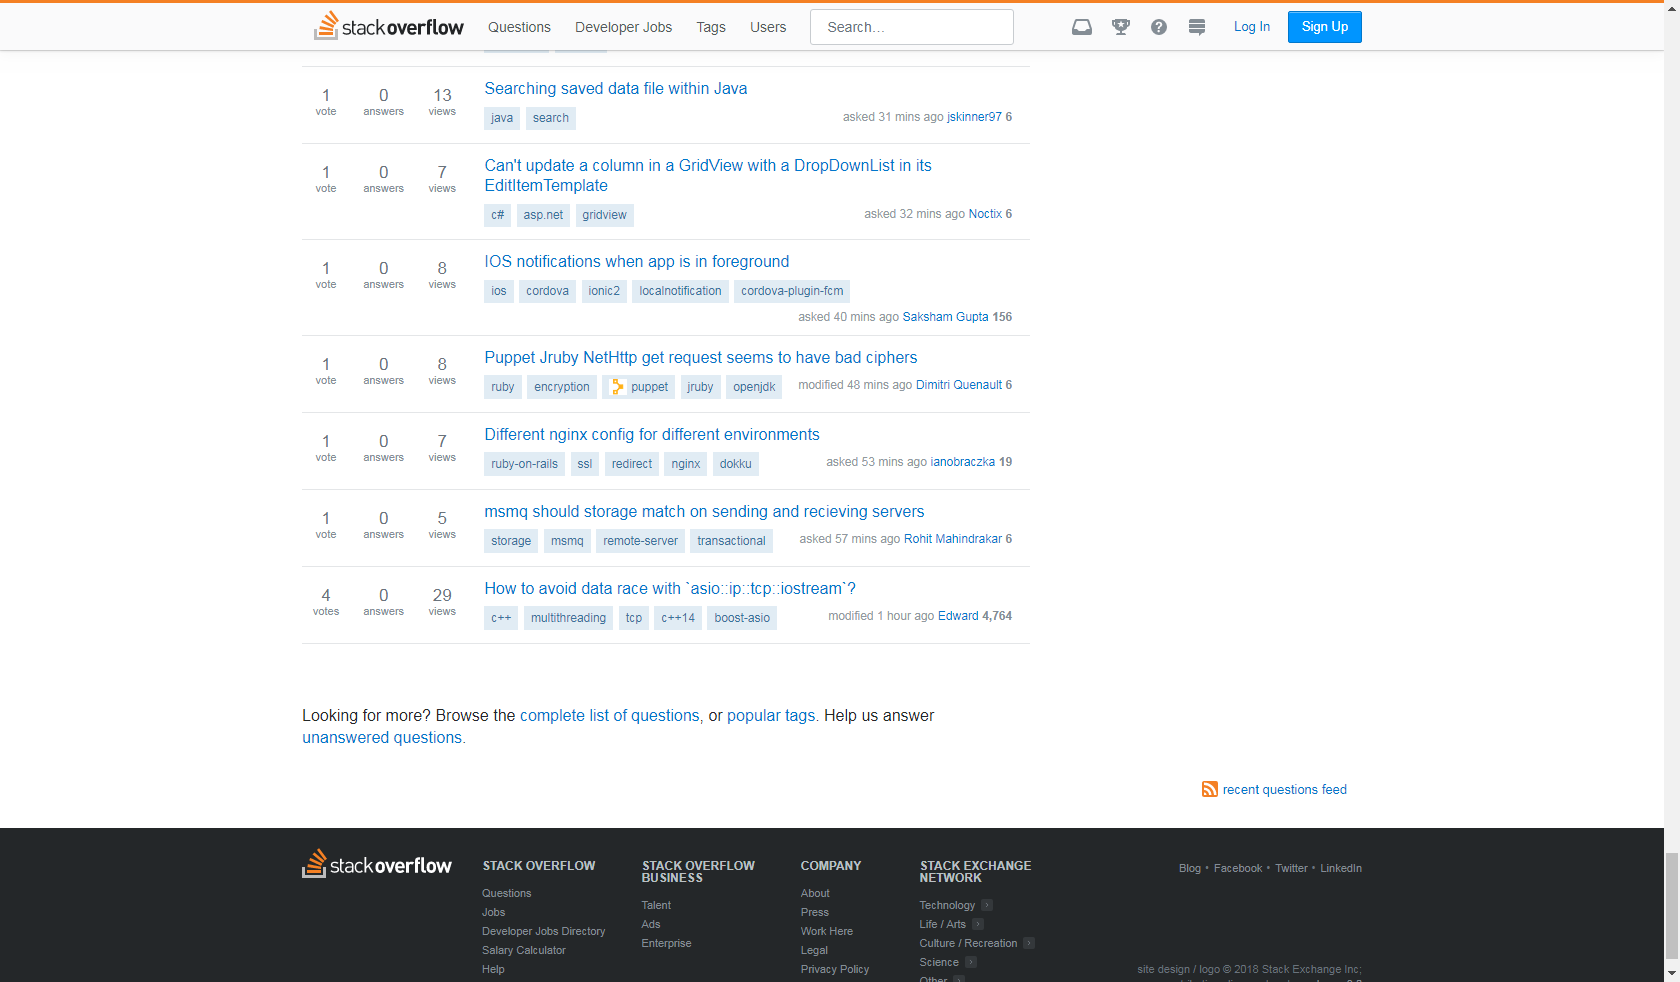 stackoverflow Questions Developer Jobs Tags Users Search... Log In Sign Up
1 vote 0 answers 13 views
Searching saved data file within Java
java search
asked 31 mins ago jskinner97 6
1 vote 0 answers 7 views
Can't update a column in a GridView with a DropDownList in its
EditItemTemplate
c# asp.net gridview
asked 32 mins ago Noctix 6
1 vote 0 answers 8 views
IOS notifications when app is in foreground
ios cordova ionic2 localnotification cordova-plugin-fcm
asked 40 mins ago Saksham Gupta 156
1 vote 0 answers 8 views
Puppet Jruby NetHttp get request seems to have bad ciphers
ruby encryption puppet jruby openjdk
modified 48 mins ago Dimitri Quenault 6
1 vote 0 answers 7 views
Different nginx config for different environments
ruby-on-rails ssl redirect nginx dokku
asked 53 mins ago ianobraczka 19
1 vote 0 answers 5 views
msmq should storage match on sending and recieving servers
storage msmq remote-server transactional
asked 57 mins ago Rohit Mahindrakar 6
4 votes 0 answers 29 views
How to avoid data race with `asio::ip::tcp::iostream`?
c++ multithreading tcp c++14 boost-asio
modified 1 hour ago Edward 4,764
Looking for more? Browse the complete list of questions, or popular tags. Help us answer
unanswered questions.
recent questions feed
stackoverflow
STACK OVERFLOW
Questions
Jobs
Developer Jobs Directory
Salary Calculator
Help
STACK OVERFLOW
BUSINESS
Talent
Ads
Enterprise
COMPANY
About
Press
Work Here
Legal
Privacy Policy
STACK EXCHANGE
NETWORK
Technology
Life / Arts
Culture / Recreation
Science
Other
Blog • Facebook • Twitter • LinkedIn
site design / logo © 2018 Stack Exchange Inc;